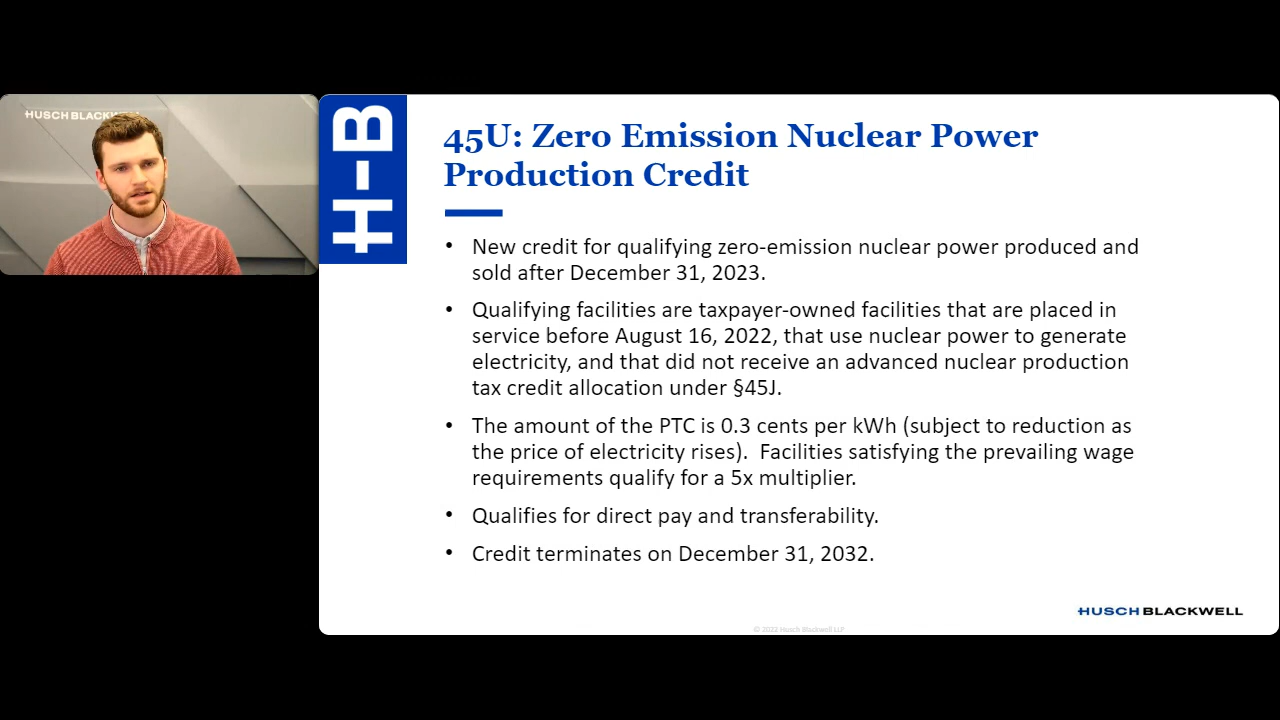 HUSCH BLACKWELL
H-B
45U: Zero Emission Nuclear Power
Production Credit
• New credit for qualifying zero-emission nuclear power produced and
sold after December 31, 2023.
• Qualifying facilities are taxpayer-owned facilities that are placed in
service before August 16, 2022, that use nuclear power to generate
electricity, and that did not receive an advanced nuclear production
tax credit allocation under §45J.
• The amount of the PTC is 0.3 cents per kWh (subject to reduction as
the price of electricity rises).  Facilities satisfying the prevailing wage
requirements qualify for a 5x multiplier.
• Qualifies for direct pay and transferability.
• Credit terminates on December 31, 2032.
HUSCH BLACKWELL
© 2022 Husch Blackwell LLP